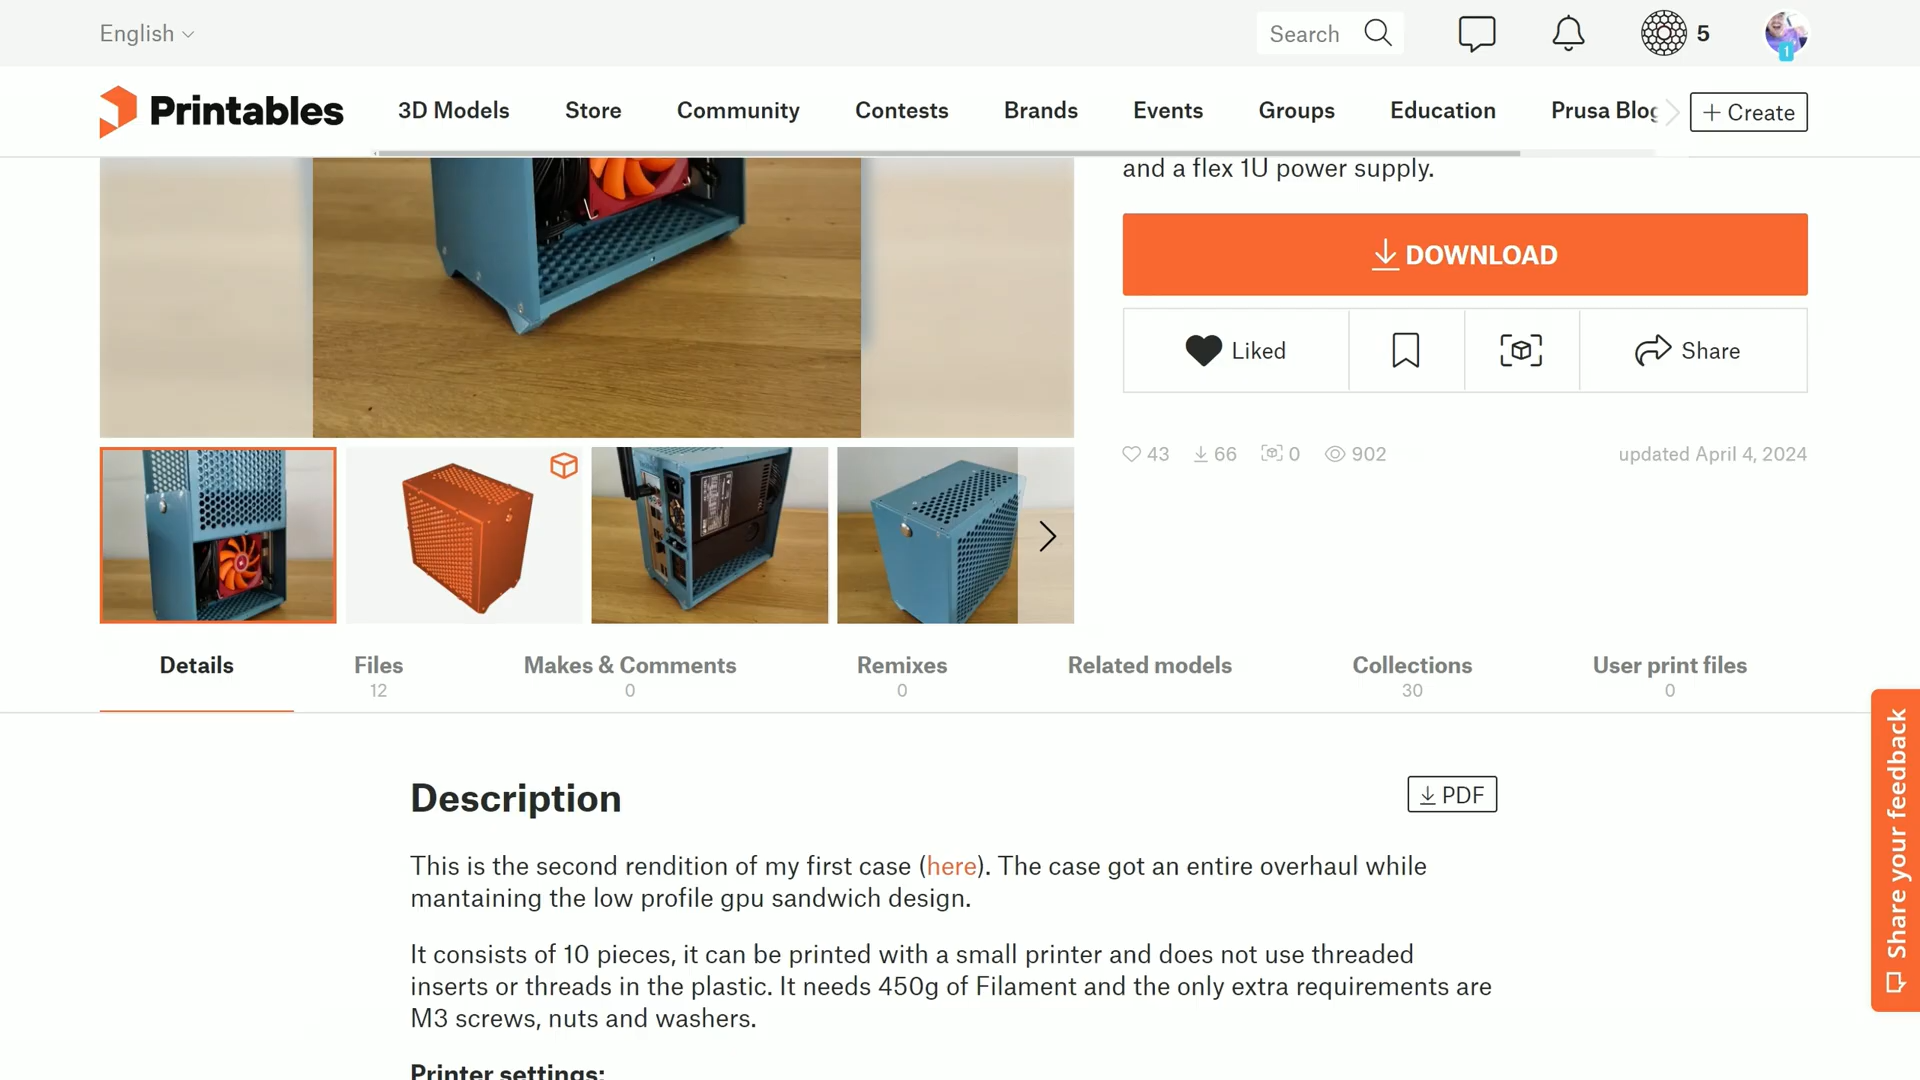 English
Search
5
1
Printables
3D Models
Store
Community
Contests
Brands
Events
Groups
Education
Prusa Blog
+ Create
and a flex 1U power supply.
DOWNLOAD
Liked
Share
43
66
0
902
updated April 4, 2024
Details
Files
12
Makes & Comments
0
Remixes
0
Related models
Collections
30
User print files
0
Share your feedback
Description
PDF
This is the second rendition of my first case (here). The case got an entire overhaul while
mantaining the low profile gpu sandwich design.
It consists of 10 pieces, it can be printed with a small printer and does not use threaded
inserts or threads in the plastic. It needs 450g of Filament and the only extra requirements are
M3 screws, nuts and washers.
Printer settings: